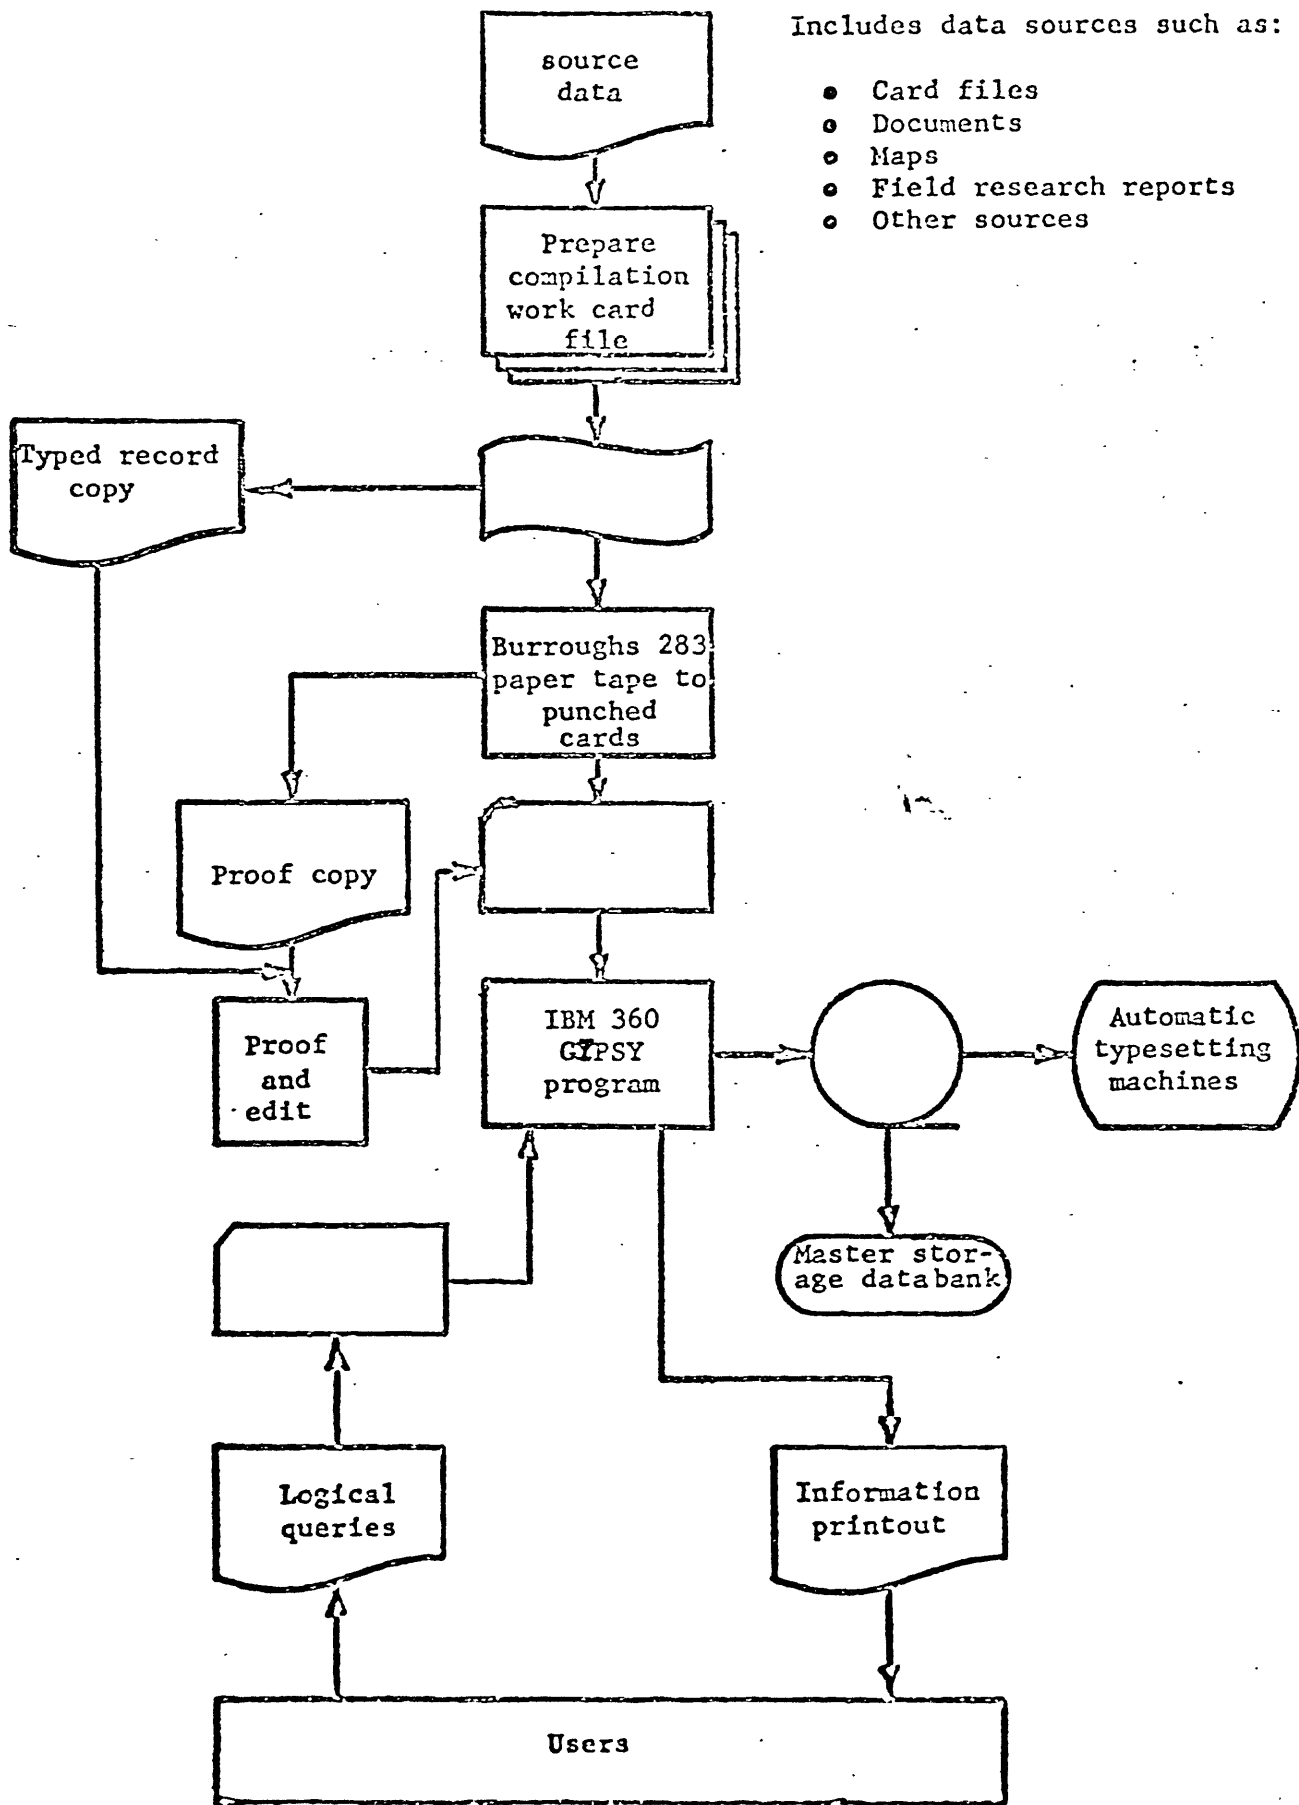 Includes data sources such as:
• Card files
• Documents
• Maps
• Field research reports
• Other sources
source
data
Prepare
compilation
work card
file
Typed record
copy
Burroughs 283
paper tape to
punched
cards
Proof copy
Proof
and
edit
IBM 360
GYPSY
program
Automatic
typesetting
machines
Master stor-
age databank
Logical
queries
Information
printout
Users